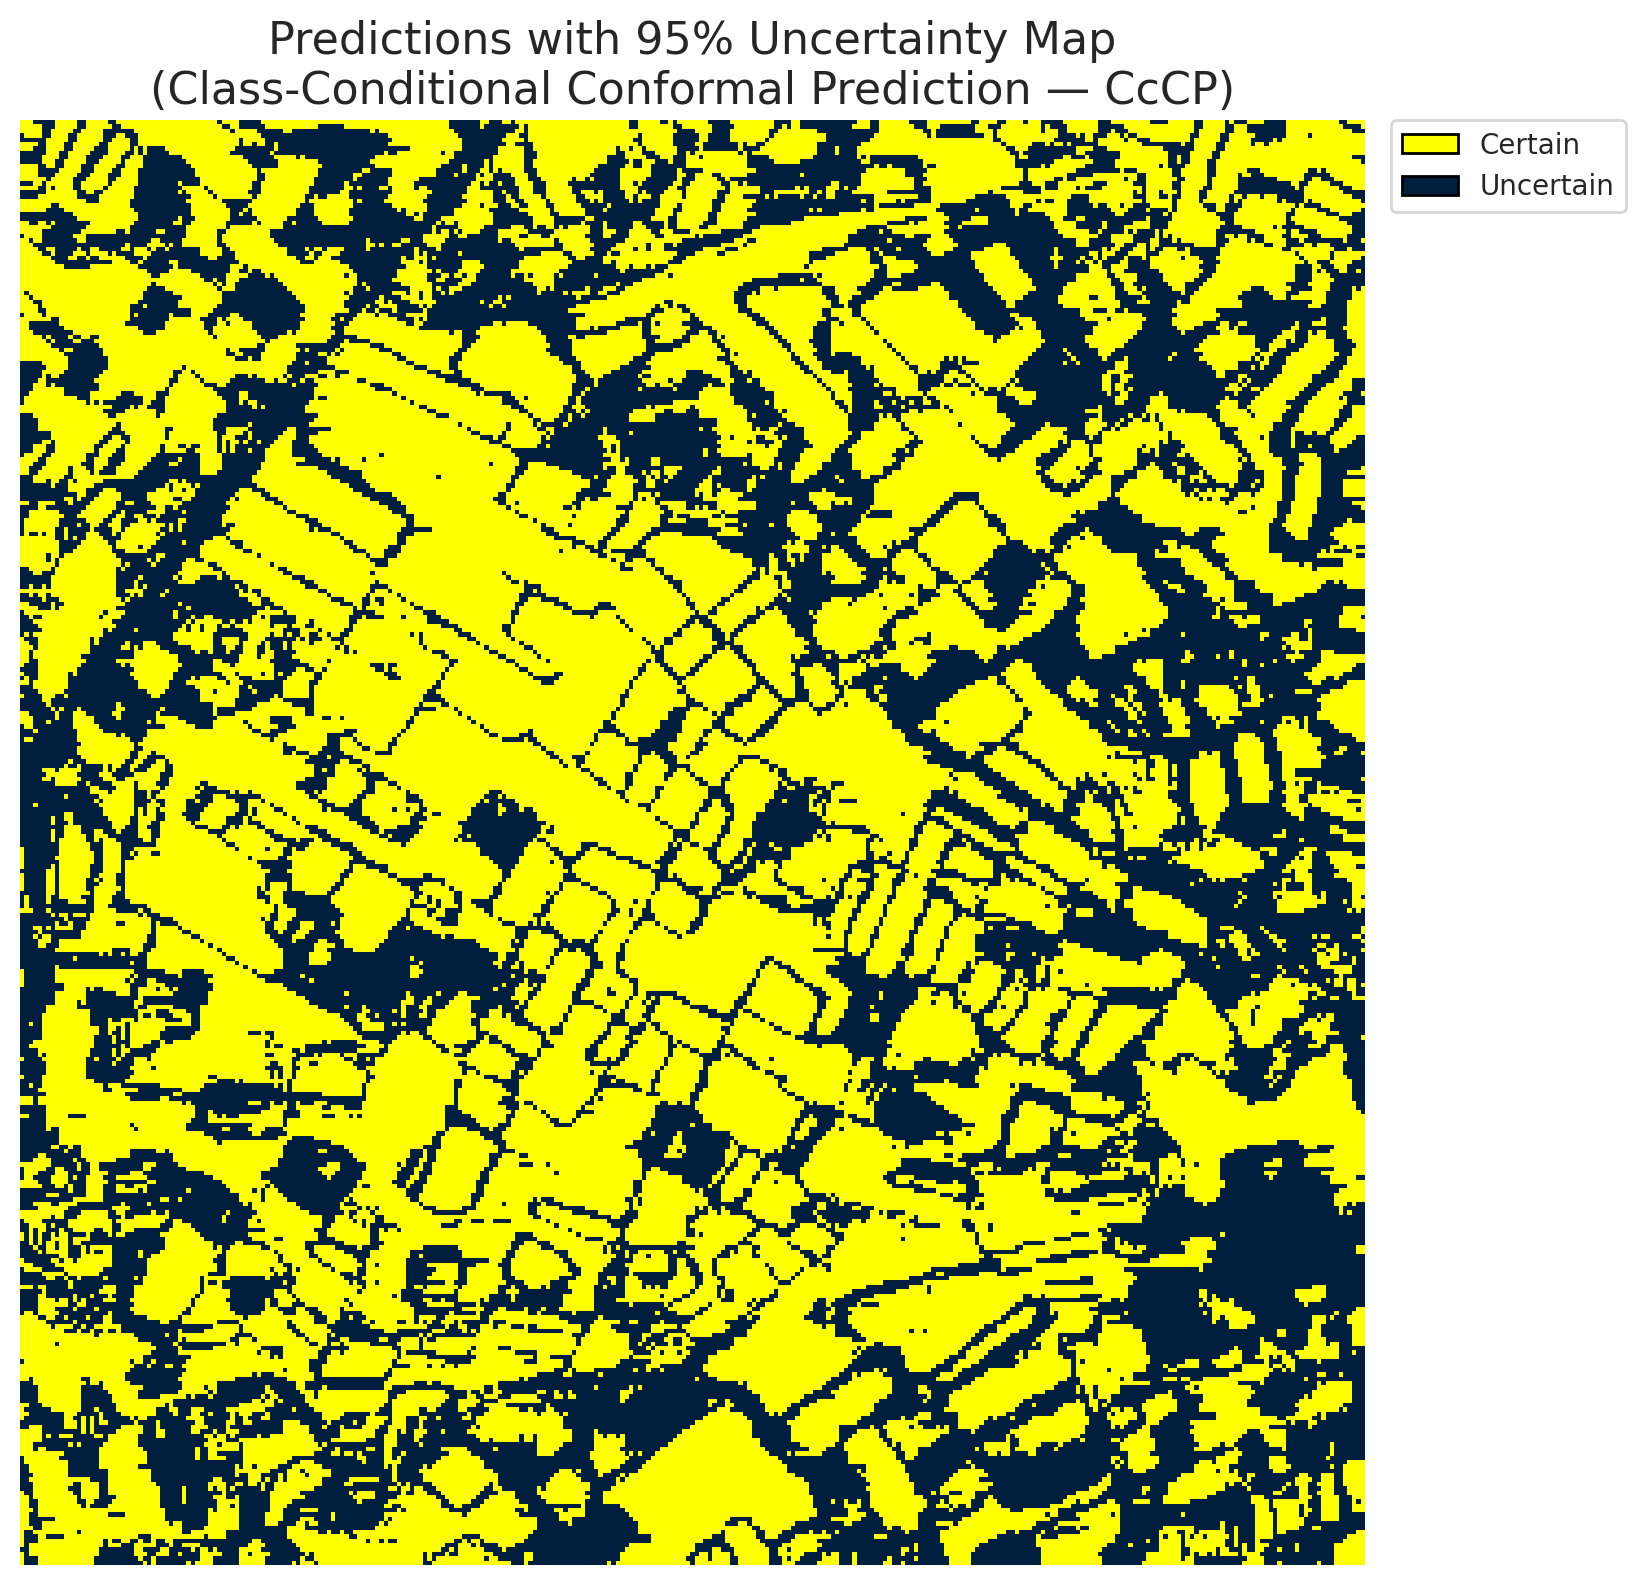 Predictions with 95% Uncertainty Map
(Class-Conditional Conformal Prediction — CcCP)
Certain
Uncertain